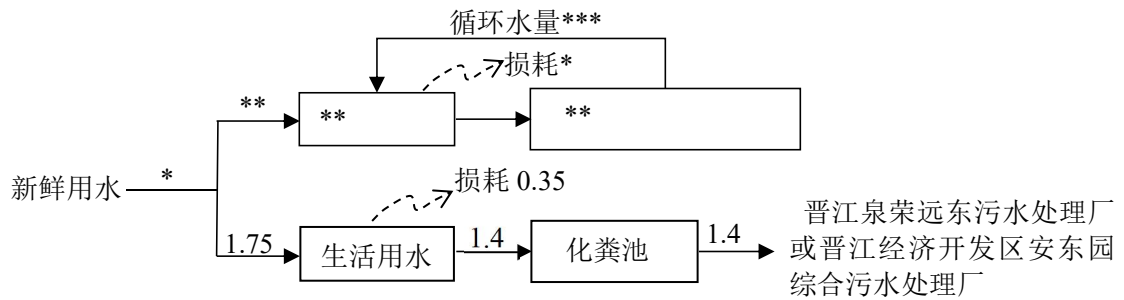 循环水量***
损耗*
**
**
**
新鲜用水
*
损耗 0.35
1.75
生活用水
1.4
化粪池
1.4
晋江泉荣远东污水处理厂
或晋江经济开发区安东园
综合污水处理厂